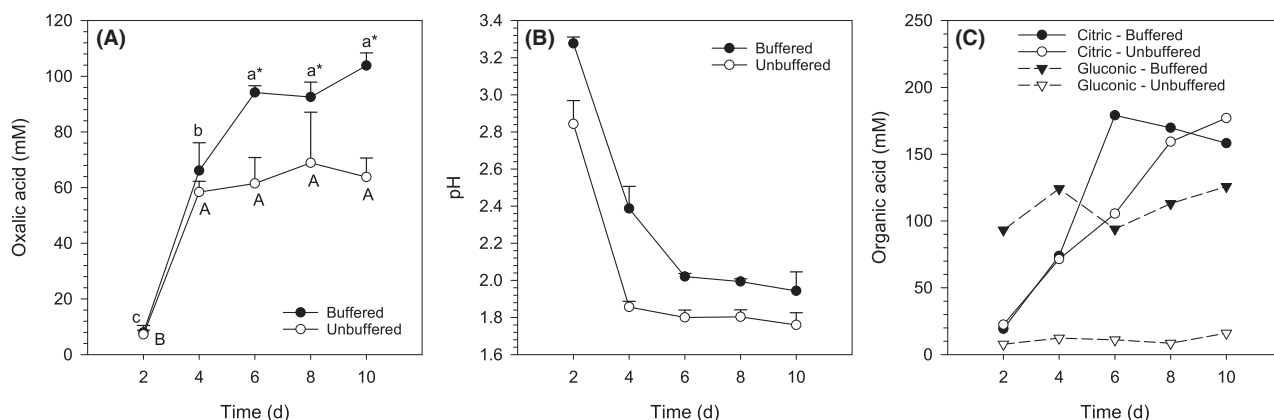 (A)
Oxalic acid (mM)
120
100
80
60
40
20
0
c
B
b
A
a*
A
a*
A
a*
A
Buffered
Unbuffered
2 4 6 8 10
Time (d)
(B)
pH
3.4
3.2
3.0
2.8
2.6
2.4
2.2
2.0
1.8
1.6
Buffered
Unbuffered
2 4 6 8 10
Time (d)
(C)
Organic acid (mM)
250
200
150
100
50
0
Citric - Buffered
Citric - Unbuffered
Gluconic - Buffered
Gluconic - Unbuffered
2 4 6 8 10
Time (d)